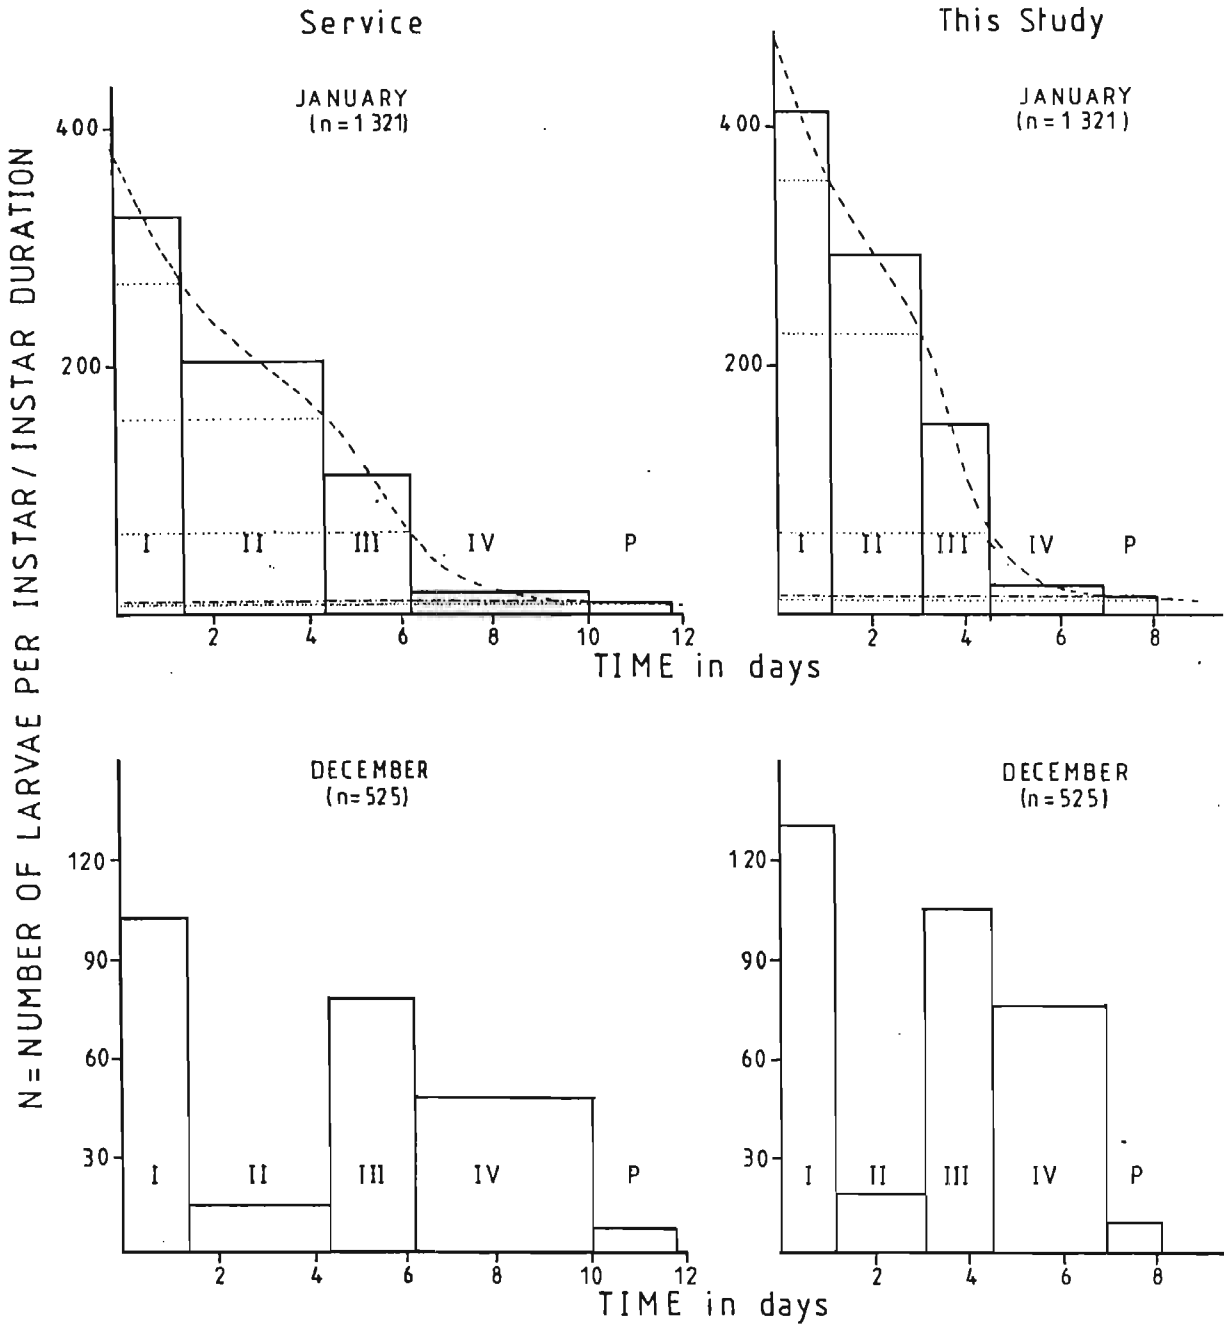 Service
This Study
JANUARY
(n=1 321)
JANUARY
(n=1 321)
N=NUMBER OF LARVAE PER INSTAR/INSTAR DURATION
400
200
I II III IV P
2 4 6 8 10 12
400
200
I II III IV P
2 4 6 8
TIME in days
DECEMBER
(n=525)
DECEMBER
(n=525)
120
90
60
30
I II III IV P
2 4 6 8 10 12
120
90
60
30
I II III IV P
2 4 6 8
TIME in days